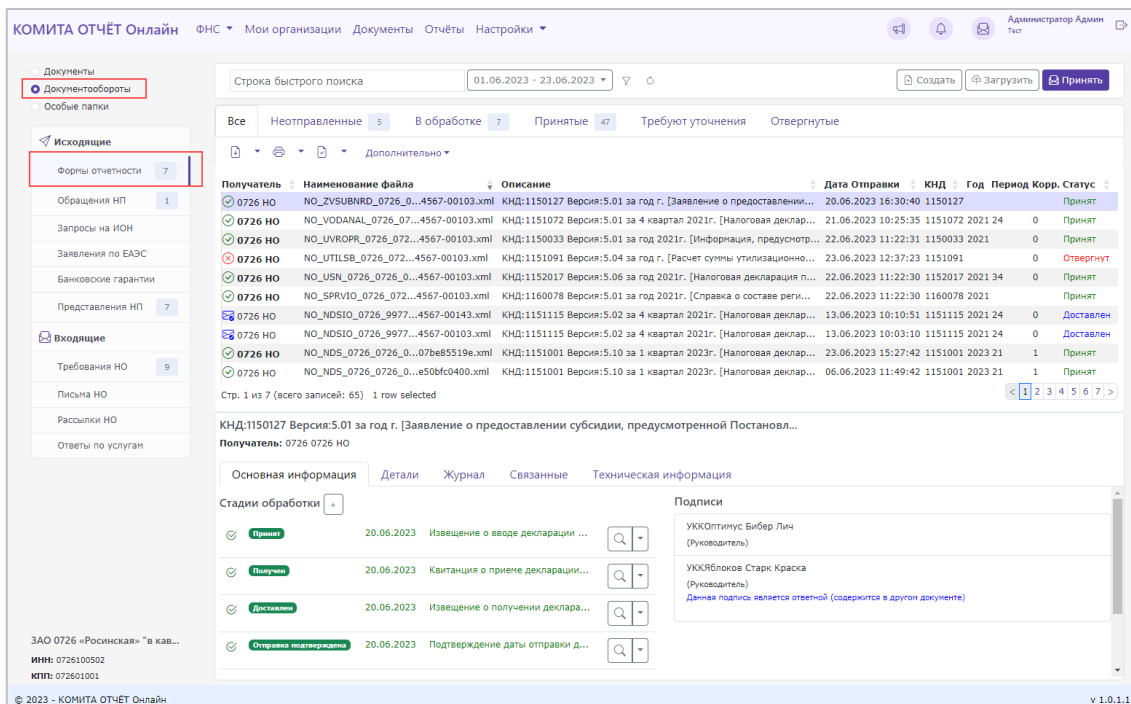 КОМИТА ОТЧЁТ Онлайн ФНС Мои организации Документы Отчёты Настройки Администратор Админ
Тест
Документы
Документообороты
Особые папки
Исходящие
Формы отчетности 7
Обращения НП 1
Запросы на ИОН
Заявления по ЕАЭС
Банковские гарантии
Представления НП 7
Входящие
Требования НО 9
Письма НО
Рассылки НО
Ответы по услугам
ЗАО 0726 «Росинская» "в кав...
ИНН: 0726100502
КПП: 072601001
Строка быстрого поиска 01.06.2023 - 23.06.2023 Создать Загрузить Принять
Все Неотправленные 5 В обработке 7 Принятые 47 Требуют уточнения Отвергнутые
Дополнительно
Получатель Наименование файла Описание Дата Отправки КНД Год Период Корр. Статус
0726 НО NO_ZVSUBNRD_0726_0...4567-00103.xml КНД:1150127 Версия:5.01 за год г. [Заявление о предоставлении... 20.06.2023 16:30:40 1150127 Принят
0726 НО NO_VODANAL_0726_07...4567-00103.xml КНД:1151072 Версия:5.01 за 4 квартал 2021г. [Налоговая деклар... 21.06.2023 10:25:35 1151072 2021 24 0 Принят
0726 НО NO_UVROPR_0726_072...4567-00103.xml КНД:1150033 Версия:5.01 за год 2021г. [Информация, предусмотр... 22.06.2023 11:22:31 1150033 2021 0 Принят
0726 НО NO_UTILSB_0726_072...4567-00103.xml КНД:1151091 Версия:5.04 за год г. [Расчет суммы утилизационно... 23.06.2023 12:37:23 1151091 0 Отвергнут
0726 НО NO_USN_0726_0726_0...4567-00103.xml КНД:1152017 Версия:5.06 за год 2021г. [Налоговая декларация п... 22.06.2023 11:22:30 1152017 2021 34 0 Принят
0726 НО NO_SPRVIO_0726_072...4567-00103.xml КНД:1160078 Версия:5.01 за год 2021г. [Справка о составе реги... 22.06.2023 11:22:30 1160078 2021 Принят
0726 НО NO_NDSIO_0726_9977...4567-00143.xml КНД:1151115 Версия:5.02 за 4 квартал 2021г. [Налоговая деклар... 13.06.2023 10:10:51 1151115 2021 24 0 Доставлен
0726 НО NO_NDSIO_0726_9977...4567-00103.xml КНД:1151115 Версия:5.02 за 4 квартал 2021г. [Налоговая деклар... 13.06.2023 10:03:10 1151115 2021 24 0 Доставлен
0726 НО NO_NDS_0726_0726_0...07be85519e.xml КНД:1151001 Версия:5.10 за 1 квартал 2023г. [Налоговая деклар... 23.06.2023 15:27:42 1151001 2023 21 1 Принят
0726 НО NO_NDS_0726_0726_0...e50bfc0400.xml КНД:1151001 Версия:5.10 за 1 квартал 2023г. [Налоговая деклар... 06.06.2023 11:49:42 1151001 2023 21 1 Принят
Стр. 1 из 7 (всего записей: 65) 1 row selected < 1 2 3 4 5 6 7 >
КНД:1150127 Версия:5.01 за год г. [Заявление о предоставлении субсидии, предусмотренной Постановл...
Получатель: 0726 0726 НО
Основная информация Детали Журнал Связанные Техническая информация
Стадии обработки +
Принят 20.06.2023 Извещение о вводе декларации ...
Получен 20.06.2023 Квитанция о приеме декларации...
Доставлен 20.06.2023 Извещение о получении деклара...
Отправка подтверждена 20.06.2023 Подтверждение даты отправки д...
Подписи
УККОптимус Бибер Лич
(Руководитель)
УККЯблоков Старк Краска
(Руководитель)
Данная подпись является ответной (содержится в другом документе)
© 2023 - КОМИТА ОТЧЁТ Онлайн v 1.0.1.1